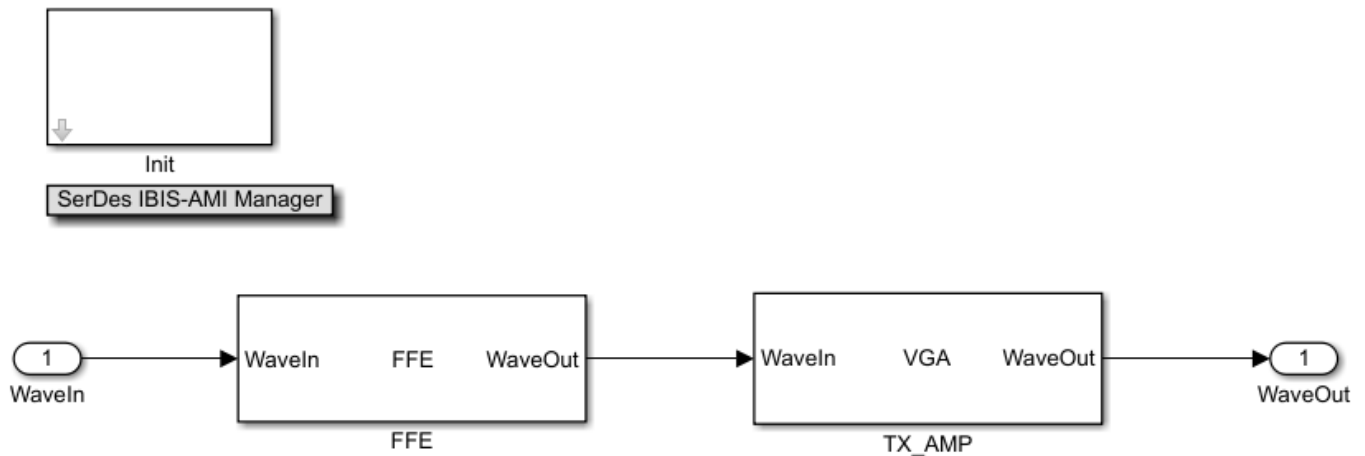 Init
SerDes IBIS-AMI Manager
1
WaveIn
WaveIn FFE WaveOut
FFE
WaveIn VGA WaveOut
TX_AMP
1
WaveOut